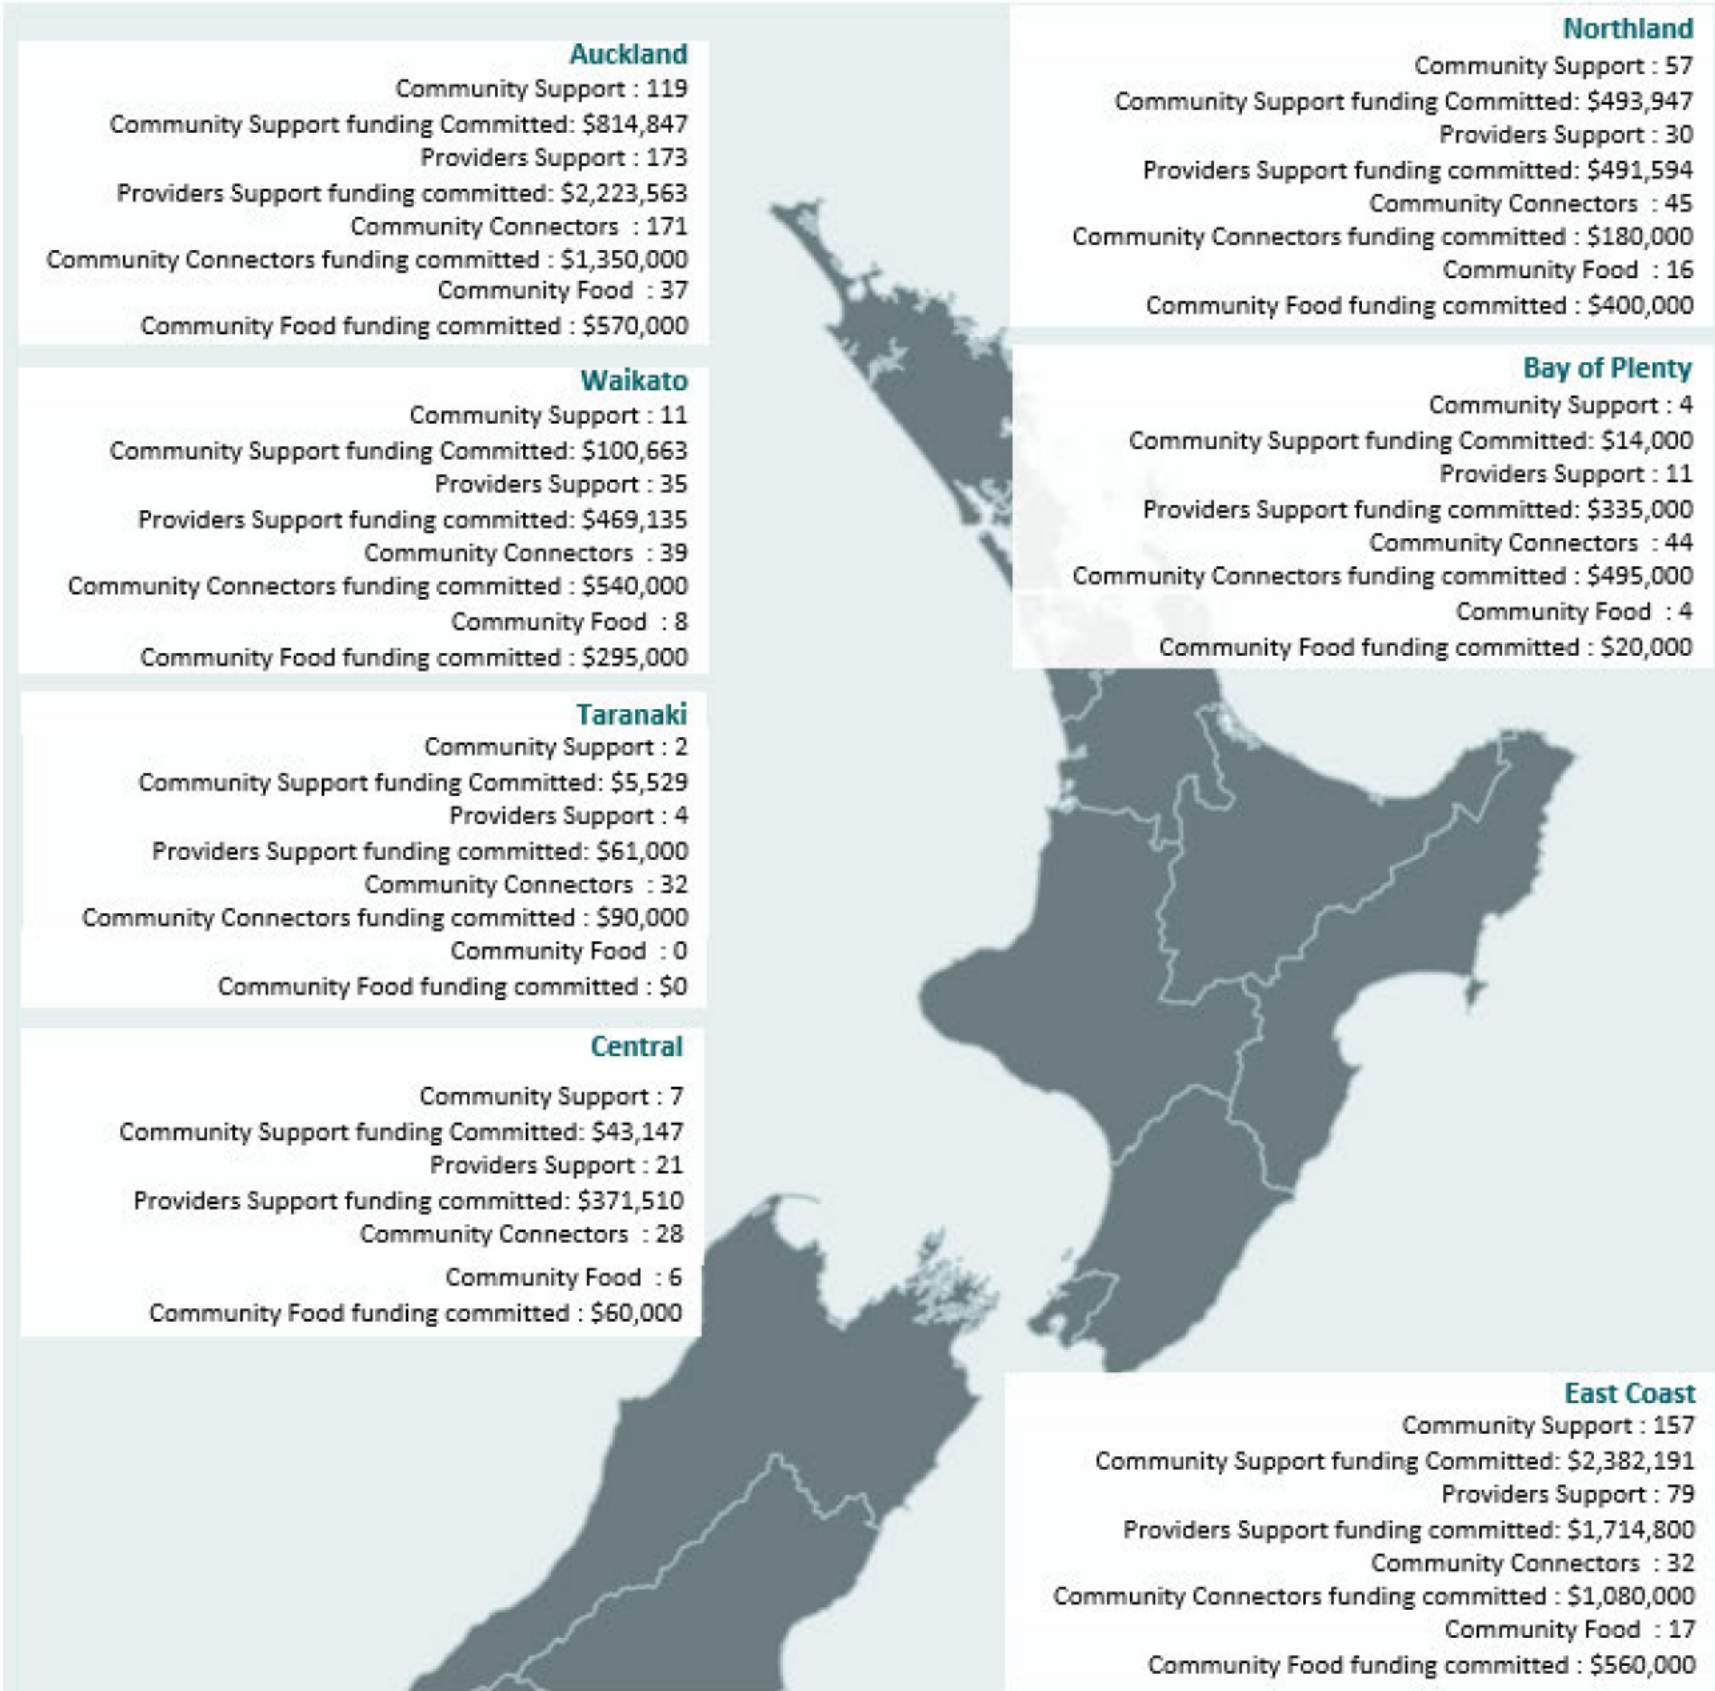 Auckland
Community Support : 119
Community Support funding Committed: $814,847
Providers Support : 173
Providers Support funding committed: $2,223,563
Community Connectors : 171
Community Connectors funding committed : $1,350,000
Community Food : 37
Community Food funding committed : $570,000
Waikato
Community Support : 11
Community Support funding Committed: $100,663
Providers Support : 35
Providers Support funding committed: $469,135
Community Connectors : 39
Community Connectors funding committed : $540,000
Community Food : 8
Community Food funding committed : $295,000
Taranaki
Community Support : 2
Community Support funding Committed: $5,529
Providers Support : 4
Providers Support funding committed: $61,000
Community Connectors : 32
Community Connectors funding committed : $90,000
Community Food : 0
Community Food funding committed : $0
Central
Community Support : 7
Community Support funding Committed: $43,147
Providers Support : 21
Providers Support funding committed: $371,510
Community Connectors : 28
Community Food : 6
Community Food funding committed : $60,000
Northland
Community Support : 57
Community Support funding Committed: $493,947
Providers Support : 30
Providers Support funding committed: $491,594
Community Connectors : 45
Community Connectors funding committed : $180,000
Community Food : 16
Community Food funding committed : $400,000
Bay of Plenty
Community Support : 4
Community Support funding Committed: $14,000
Providers Support : 11
Providers Support funding committed: $335,000
Community Connectors : 44
Community Connectors funding committed : $495,000
Community Food : 4
Community Food funding committed : $20,000
East Coast
Community Support : 157
Community Support funding Committed: $2,382,191
Providers Support : 79
Providers Support funding committed: $1,714,800
Community Connectors : 32
Community Connectors funding committed : $1,080,000
Community Food : 17
Community Food funding committed : $560,000